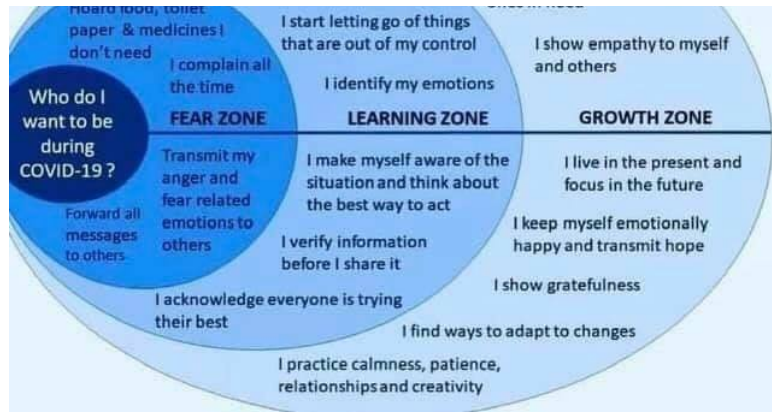 Hoard food, toilet
paper & medicines I
don't need
I complain all
the time
Who do I
want to be
during
COVID-19 ?
FEAR ZONE
Transmit my
anger and
fear related
emotions to
others
Forward all
messages
to others
I start letting go of things
that are out of my control
I identify my emotions
LEARNING ZONE
I make myself aware of the
situation and think about
the best way to act
I verify information
before I share it
I acknowledge everyone is trying
their best
I show empathy to myself
and others
GROWTH ZONE
I live in the present and
focus in the future
I keep myself emotionally
happy and transmit hope
I show gratefulness
I find ways to adapt to changes
I practice calmness, patience,
relationships and creativity